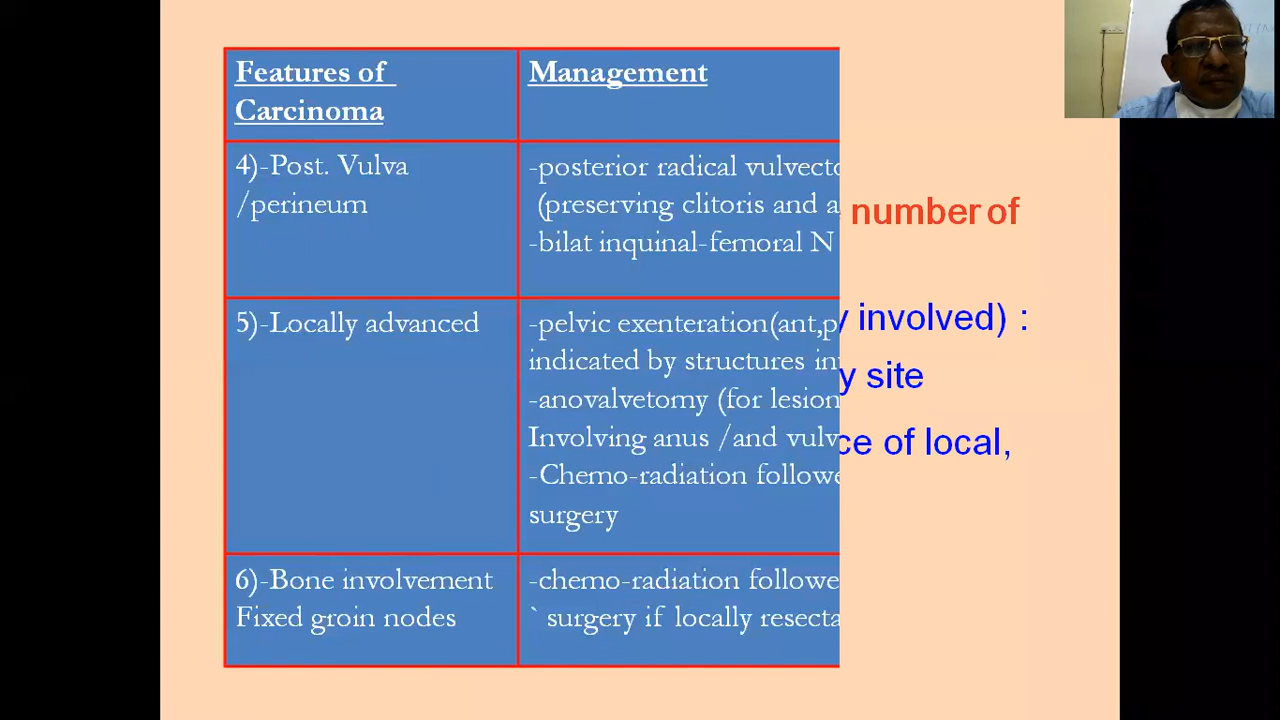 Features of
Carcinoma
Management
4)-Post. Vulva
/perineum
-posterior radical vulvecto
(preserving clitoris and a
-bilat inquinal-femoral N
5)-Locally advanced
-pelvic exenteration(ant,p
indicated by structures in
-anovalvetomy (for lesion
Involving anus /and vulv
-Chemo-radiation followe
surgery
6)-Bone involvement
Fixed groin nodes
-chemo-radiation followe
` surgery if locally resecta
number of
y involved) :
y site
ce of local,